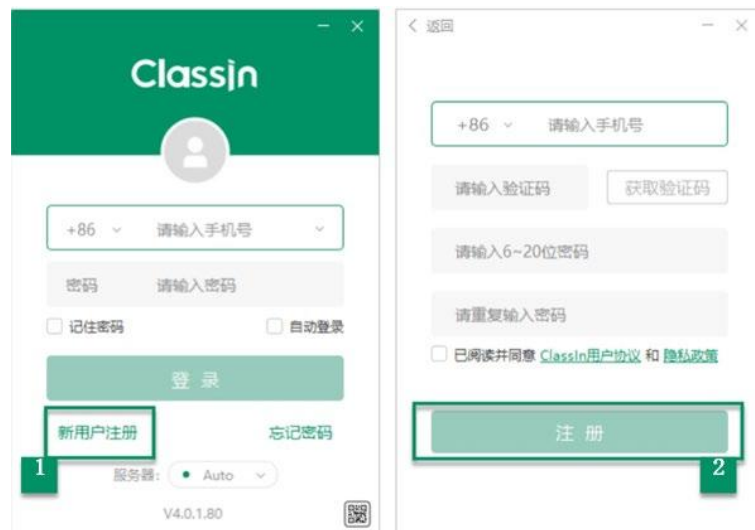 ClassIn
+86 请输入手机号
密码 请输入密码
记住密码 自动登录
登 录
新用户注册 忘记密码
1
服务器: Auto
V4.0.1.80
返回
+86 请输入手机号
请输入验证码 获取验证码
请输入6~20位密码
请重复输入密码
已阅读并同意 ClassIn用户协议 和 隐私政策
注 册
2